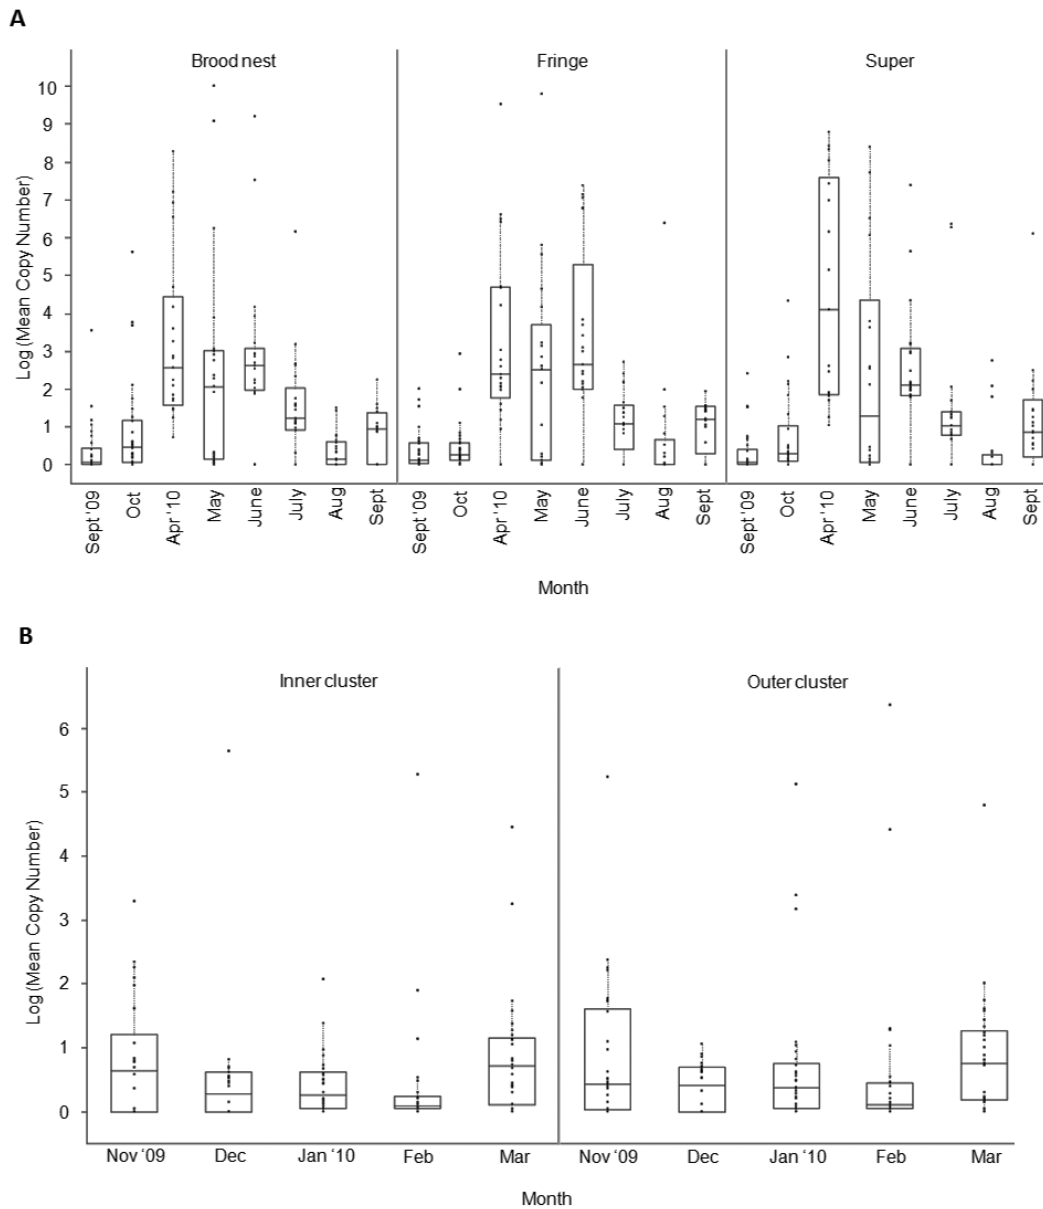 A
Brood nest Fringe Super
10
9
8
7
6
5
4
3
2
1
0
Log (Mean Copy Number)
Sept '09 Oct Apr '10 May June July Aug Sept Sept '09 Oct Apr '10 May June July Aug Sept Sept '09 Oct Apr '10 May June July Aug Sept
Month
B
Inner cluster Outer cluster
6
5
4
3
2
1
0
Log (Mean Copy Number)
Nov '09 Dec Jan '10 Feb Mar Nov '09 Dec Jan '10 Feb Mar
Month